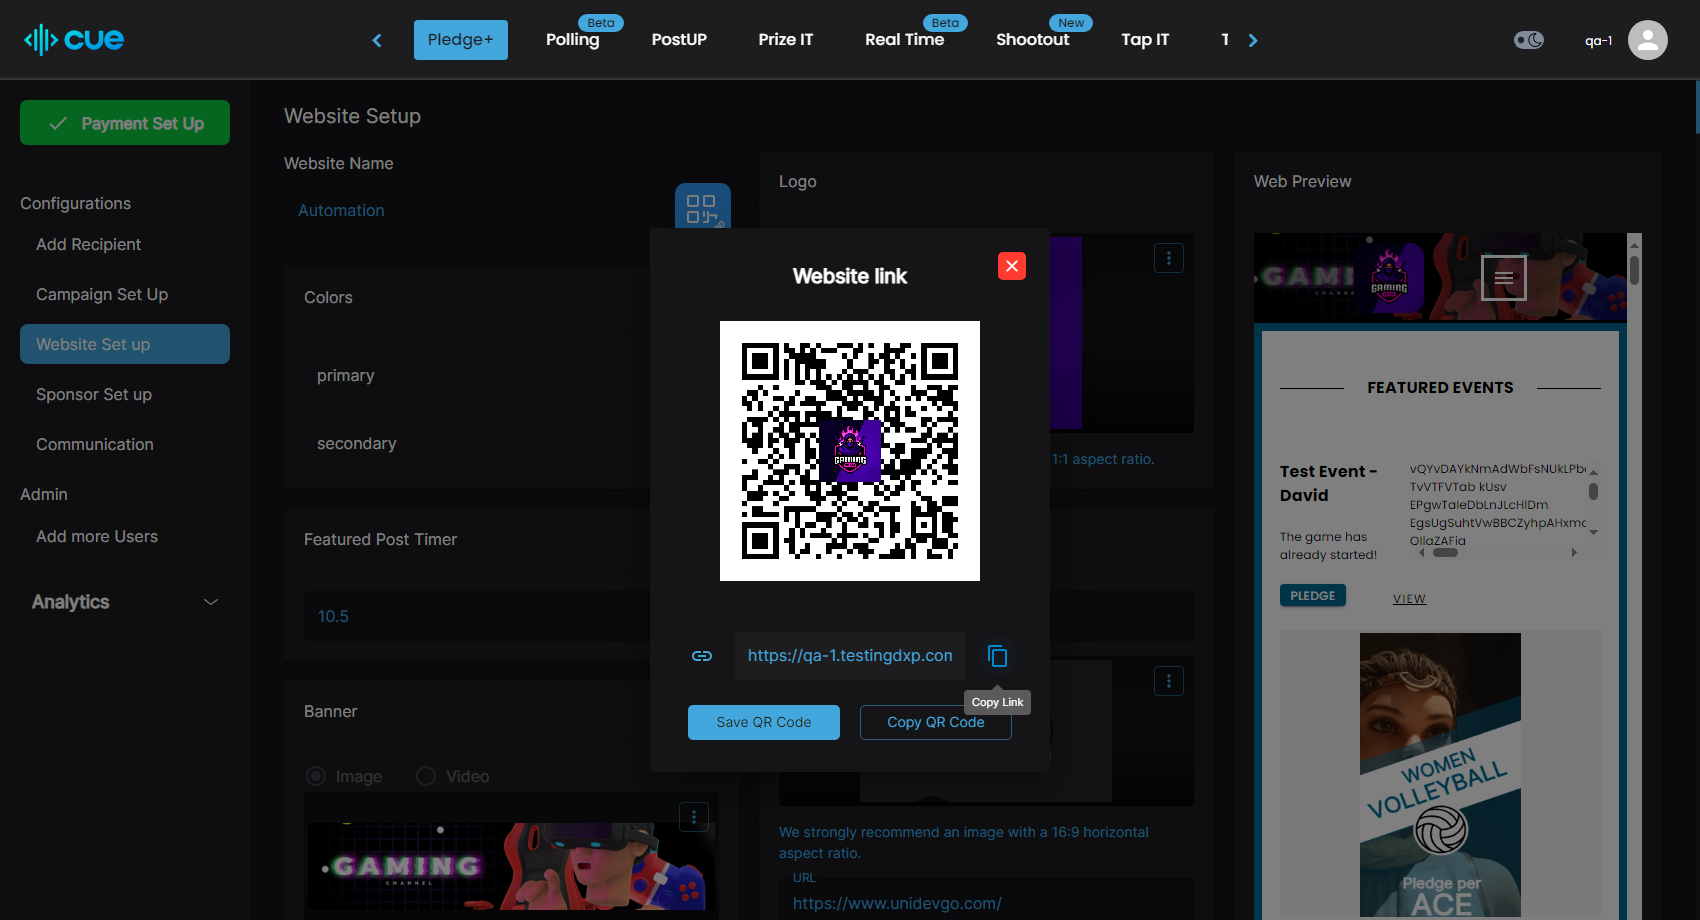 cue
Pledge+
Beta
Polling
PostUP
Prize IT
Beta
Real Time
New
Shootout
Tap IT
T
qa-1
Payment Set Up
Configurations
Add Recipient
Campaign Set Up
Website Set up
Sponsor Set up
Communication
Admin
Add more Users
Analytics
Website Setup
Website Name
Automation
Colors
primary
secondary
Featured Post Timer
10.5
Banner
Image
Video
GAMING
CHANNEL
Logo
1:1 aspect ratio.
We strongly recommend an image with a 16:9 horizontal
aspect ratio.
URL
https://www.unidevgo.com/
Website link
GAMING
https://qa-1.testingdxp.com
Copy Link
Save QR Code
Copy QR Code
Web Preview
GAMING
CHANNEL
GAMING
FEATURED EVENTS
Test Event -
David
The game has
already started!
vQYvDAYkNmAdWbFsNUkLPb
TvVTFVTab kUsv
EPgwTaleDbLnJLcHlDm
EgsUgSuhtVwBBCZyhpAHxm
OIlaZAFia
PLEDGE
VIEW
WOMEN
VOLLEYBALL
Pledge per
ACE